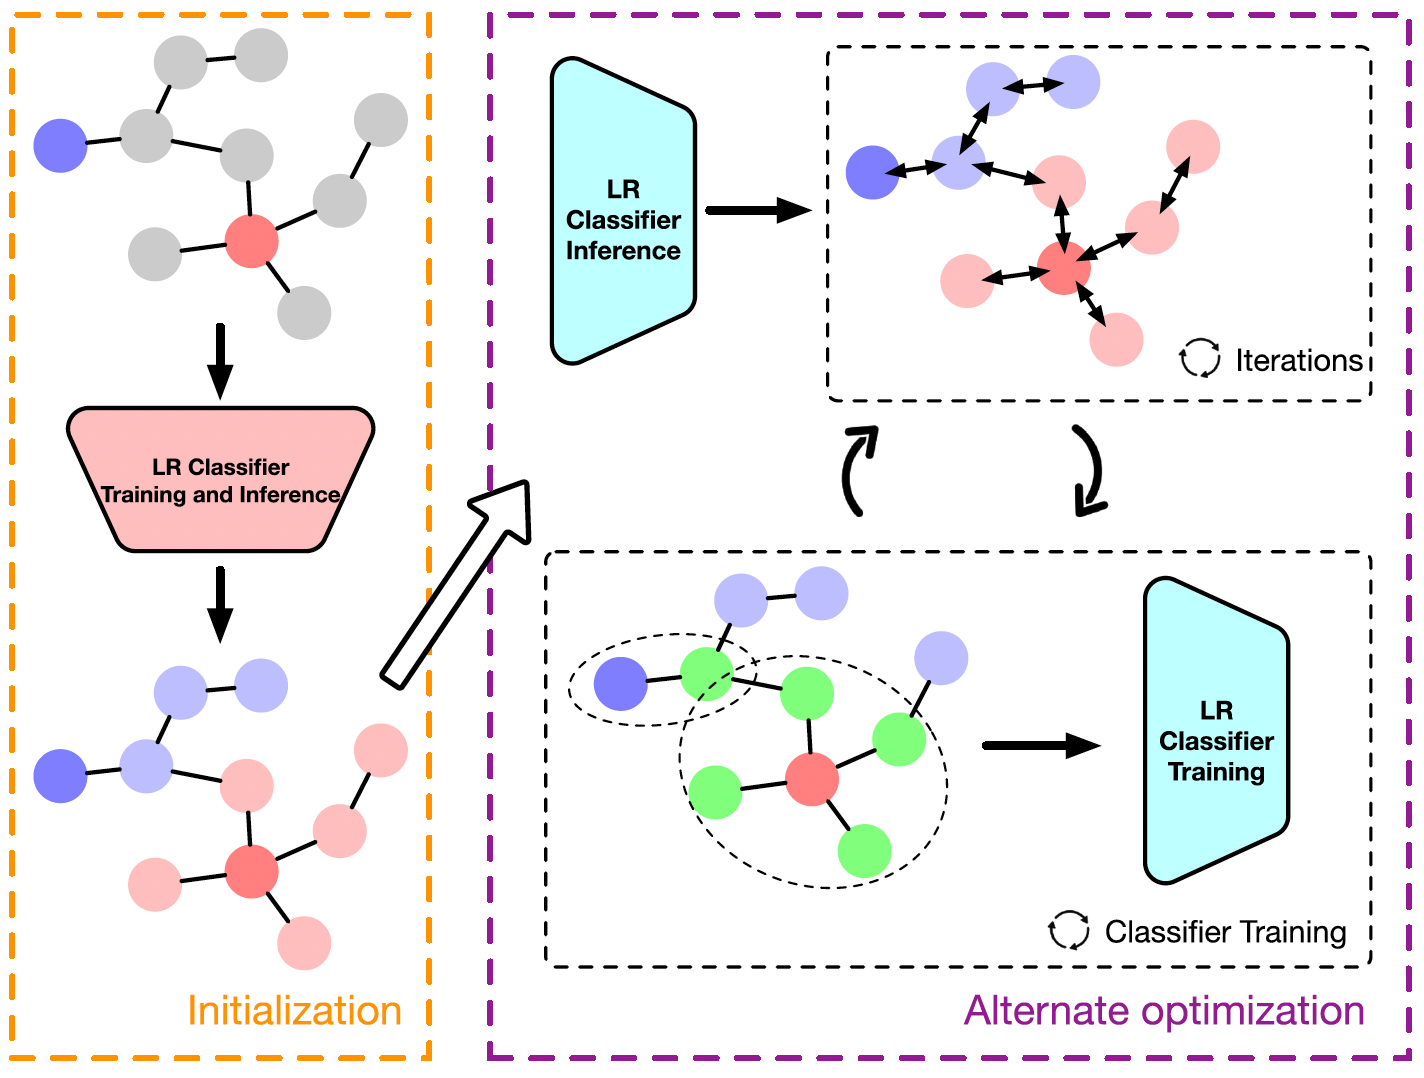 LR Classifier
Training and Inference
Initialization
LR
Classifier
Inference
Iterations
LR
Classifier
Training
Classifier Training
Alternate optimization